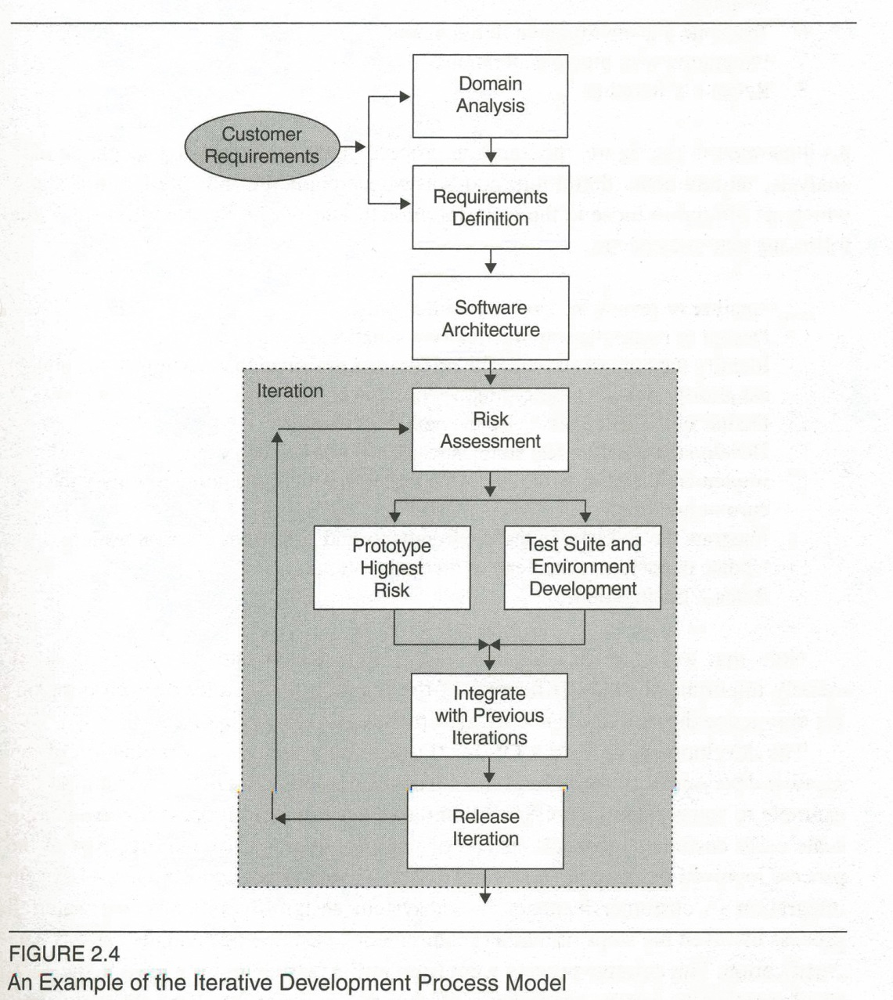 Domain
Analysis
Customer
Requirements
Requirements
Definition
Software
Architecture
Iteration
Risk
Assessment
Prototype
Highest
Risk
Test Suite and
Environment
Development
Integrate
with Previous
Iterations
Release
Iteration
FIGURE 2.4
An Example of the Iterative Development Process Model